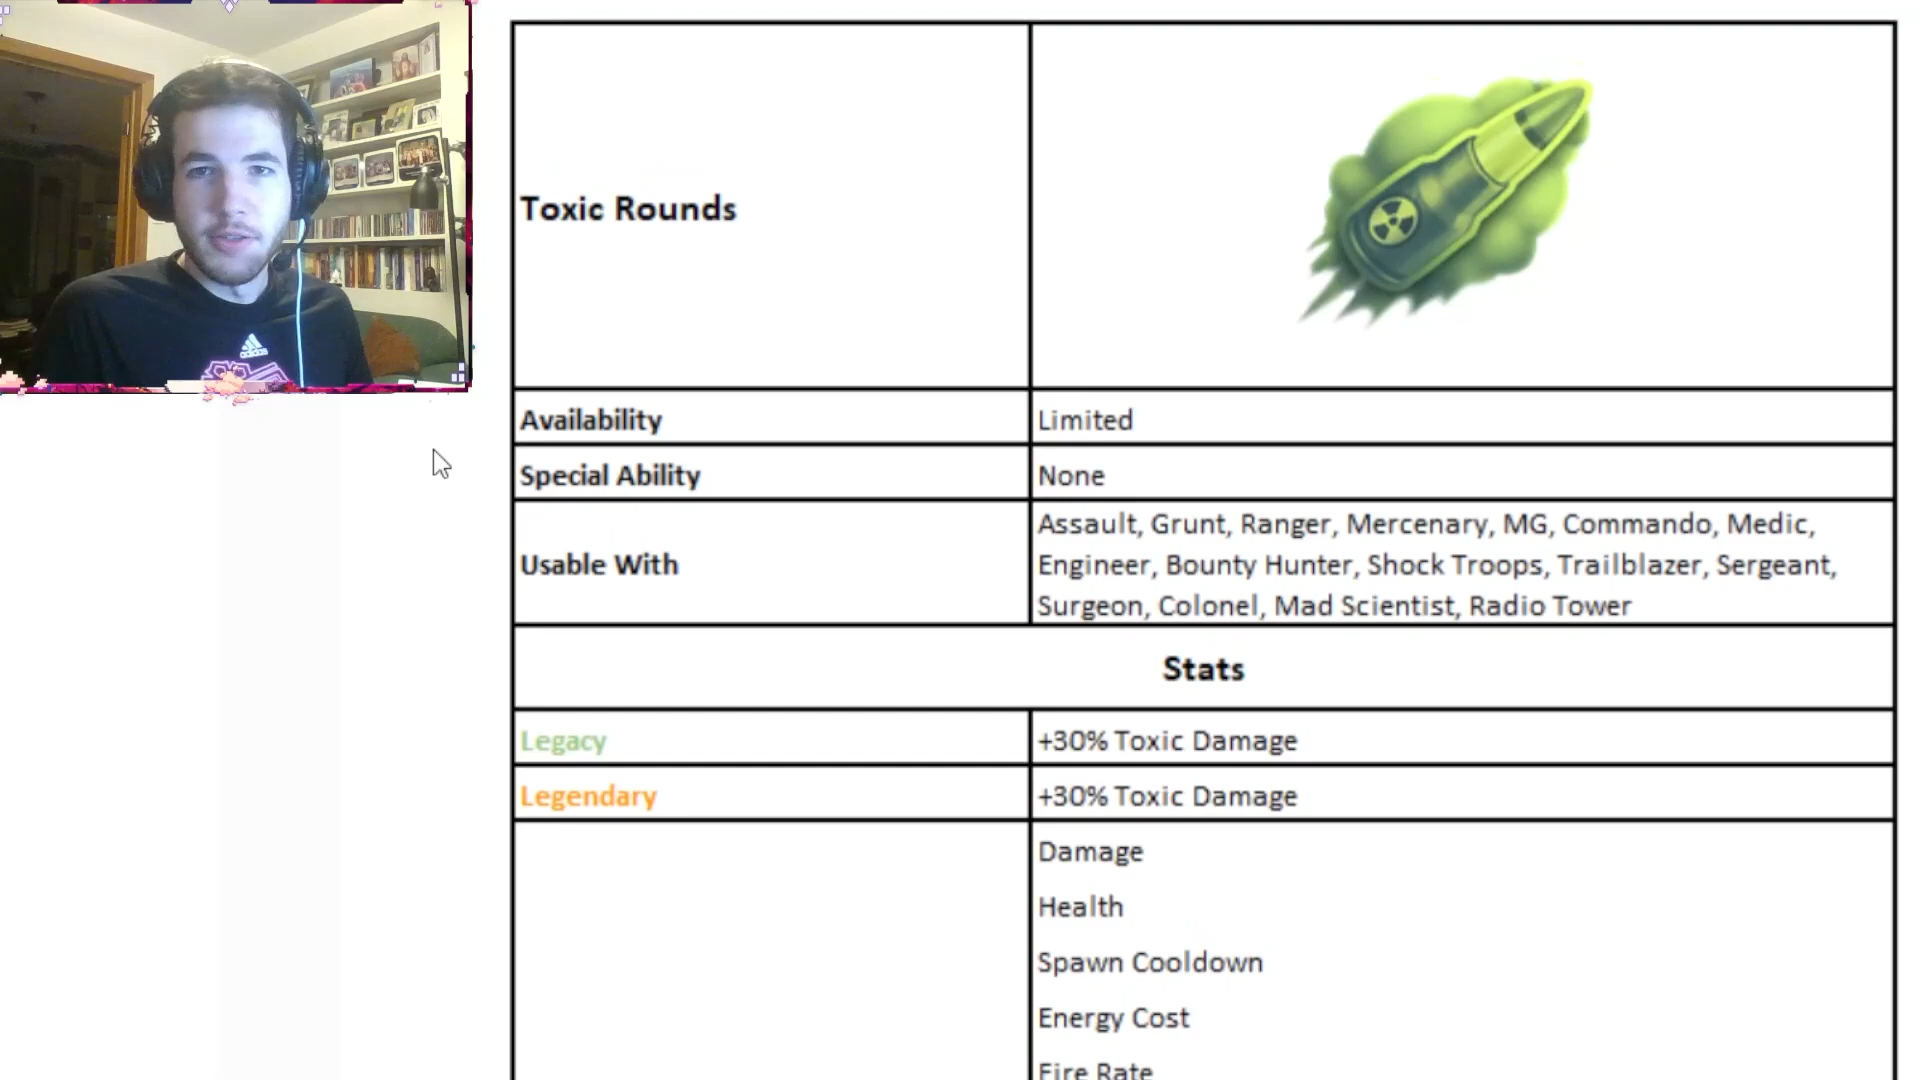 adidas
Toxic Rounds
Availability
Limited
Special Ability
None
Usable With
Assault, Grunt, Ranger, Mercenary, MG, Commando, Medic,
Engineer, Bounty Hunter, Shock Troops, Trailblazer, Sergeant,
Surgeon, Colonel, Mad Scientist, Radio Tower
Stats
Legacy
+30% Toxic Damage
Legendary
+30% Toxic Damage
Damage
Health
Spawn Cooldown
Energy Cost
Fire Rate